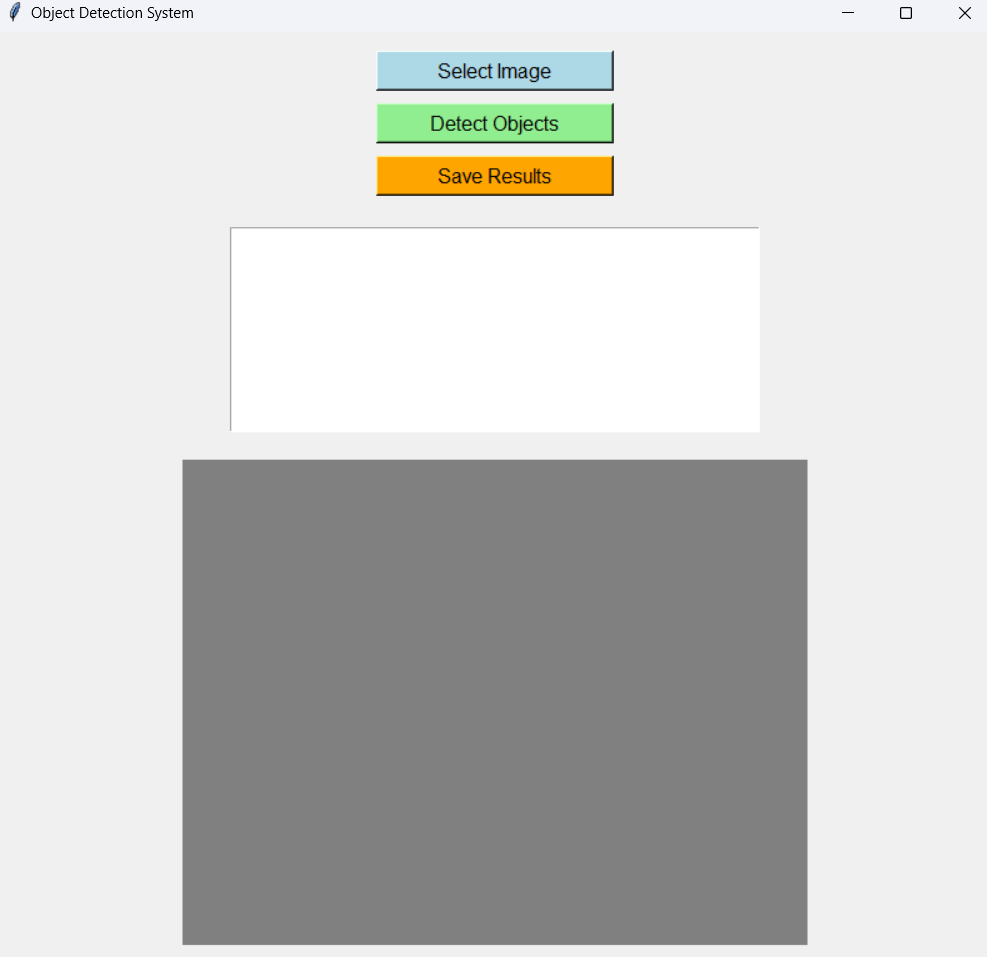 Object Detection System
Select Image
Detect Objects
Save Results